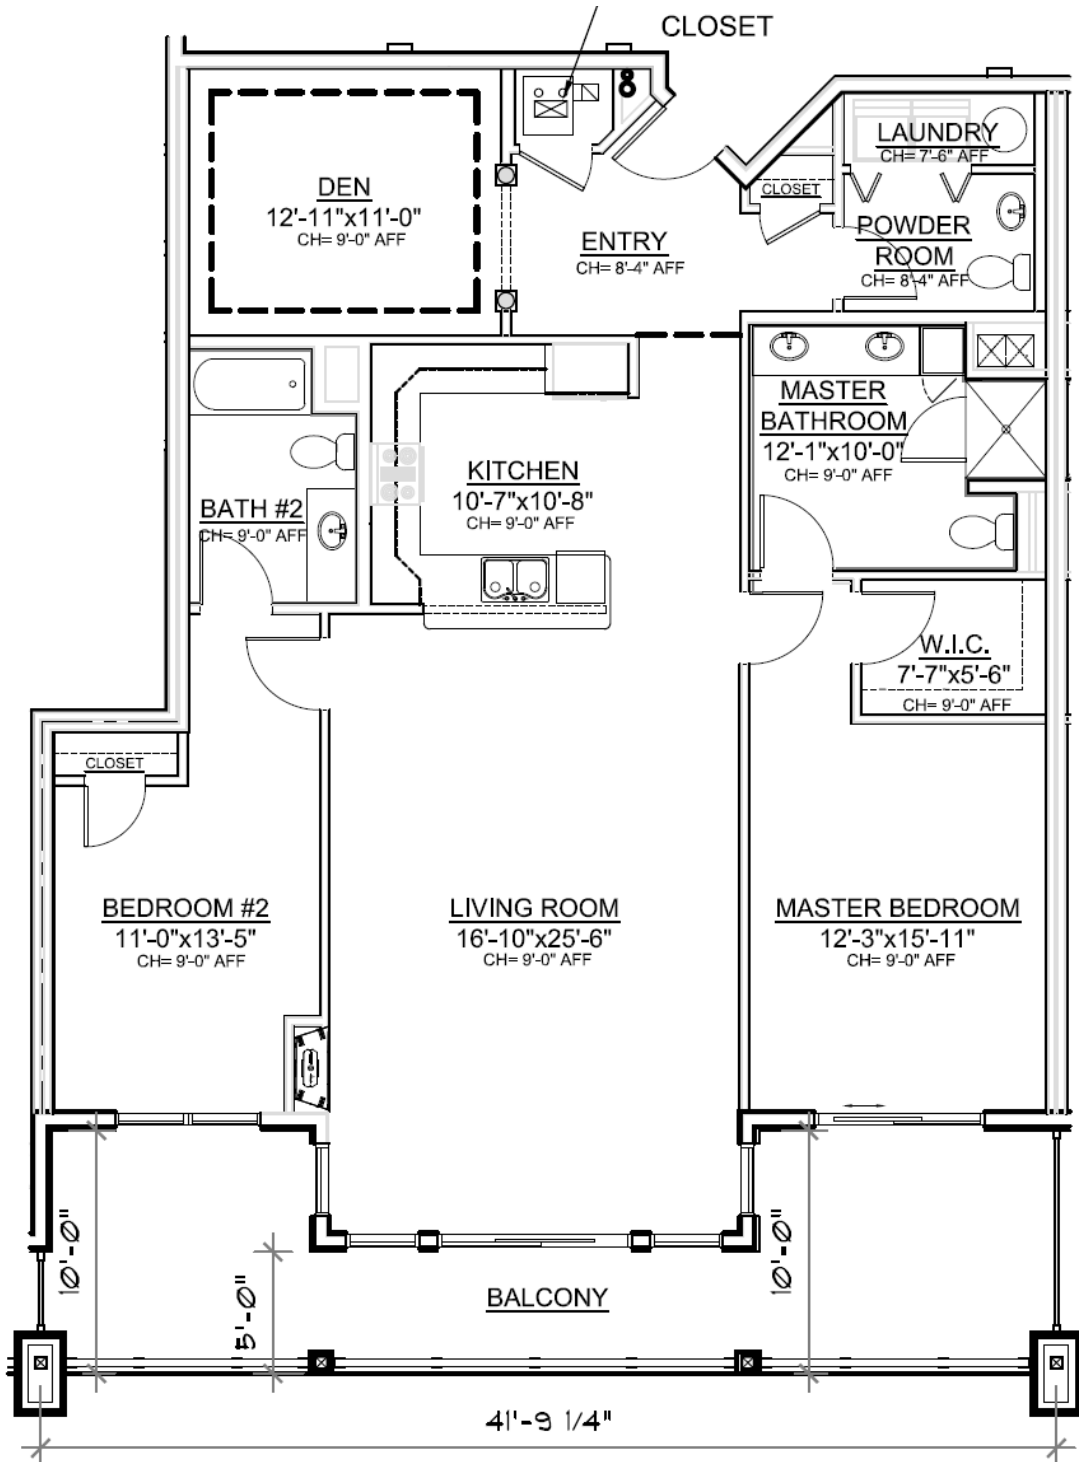 CLOSET
LAUNDRY
CH= 7'-6" AFF
DEN
12'-11"x11'-0"
CH= 9'-0" AFF
CLOSET
ENTRY
CH= 8'-4" AFF
POWDER
ROOM
CH= 8'-4" AFF
MASTER
BATHROOM
12'-1"x10'-0"
CH= 9'-0" AFF
KITCHEN
10'-7"x10'-8"
CH= 9'-0" AFF
BATH #2
CH= 9'-0" AFF
W.I.C.
7'-7"x5'-6"
CH= 9'-0" AFF
CLOSET
BEDROOM #2
11'-0"x13'-5"
CH= 9'-0" AFF
LIVING ROOM
16'-10"x25'-6"
CH= 9'-0" AFF
MASTER BEDROOM
12'-3"x15'-11"
CH= 9'-0" AFF
10'-0"
5'-0"
BALCONY
10'-0"
41'-9 1/4"